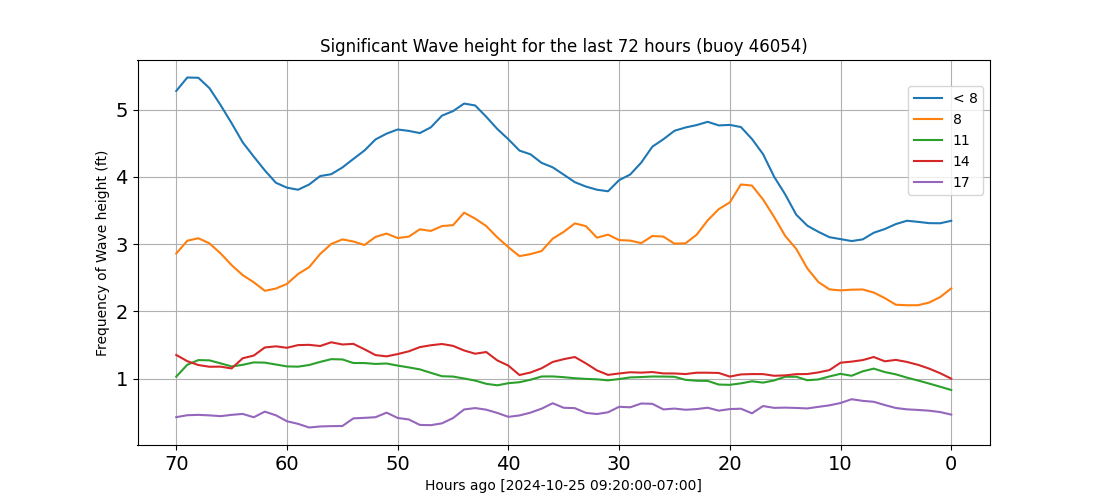 Significant Wave height for the last 72 hours (buoy 46054)
Frequency of Wave height (ft)
5
4
3
2
1
< 8
8
11
14
17
70 60 50 40 30 20 10 0
Hours ago [2024-10-25 09:20:00-07:00]